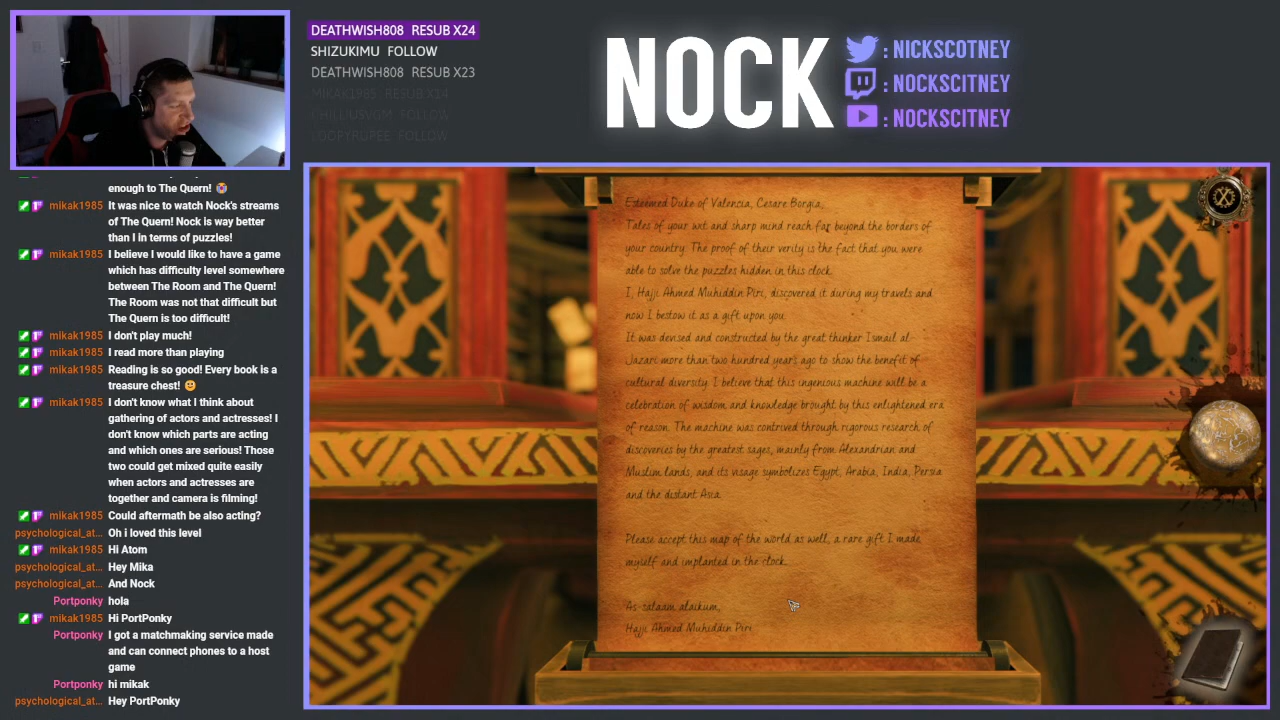 DEATHWISH808 RESUB X24
SHIZUKIMU FOLLOW
DEATHWISH808 RESUB X23
MIKAK1985 RESUB X14
CHILLIUSVGM FOLLOW
LOOPYROPEE FOLLOW
NOCK
: NICKSCOTNEY
: NOCKSCITNEY
: NOCKSCITNEY
enough to The Quern!
mikak1985 It was nice to watch Nock's streams
of The Quern! Nock is way better
than I in terms of puzzles!
mikak1985 I believe I would like to have a game
which has difficulty level somewhere
between The Room and The Quern!
The Room was not that difficult but
The Quern is too difficult!
mikak1985 I don't play much!
mikak1985 I read more than playing
mikak1985 Reading is so good! Every book is a
treasure chest!
mikak1985 I don't know what I think about
gathering of actors and actresses! I
don't know which parts are acting
and which ones are serious! Those
two could get mixed quite easily
when actors and actresses are
together and camera is filming!
mikak1985 Could aftermath be also acting?
psychological_at... Oh i loved this level
mikak1985 Hi Atom
psychological_at... Hey Mika
psychological_at... And Nock
Portponky hola
mikak1985 Hi PortPonky
Portponky I got a matchmaking service made
and can connect phones to a host
game
Portponky hi mikak
psychological_at... Hey PortPonky
Esteemed Duke of Valencia, Cesare Borgia,
Tales of your wit and sharp mind reach far beyond the borders of
your country. The proof of their verity is the fact that you were
able to solve the puzzles hidden in this clock.
I, Hajji Ahmed Muhiddin Piri, discovered it during my travels and
now I bestow it as a gift upon you.
It was devised and constructed by the great thinker Ismail al-
Jazari more than two hundred years ago to show the benefit of
cultural diversity. I believe that this ingenious machine will be a
celebration of wisdom and knowledge brought by this enlightened era
of reason. The machine was contrived through rigorous research of
discoveries by the greatest sages, mainly from Alexandrian and
Muslim lands, and its visage symbolizes Egypt, Arabia, India, Persia
and the distant Asia.
Please accept this map of the world as well, a rare gift I made
myself and implanted in the clock.
As-salaam alaikum,
Hajji Ahmed Muhiddin Piri